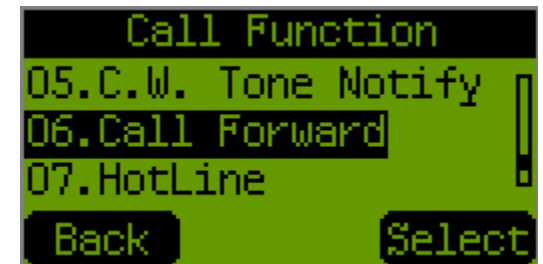 Call Function
05.C.W. Tone Notify
06.Call Forward
07.HotLine
Back Select